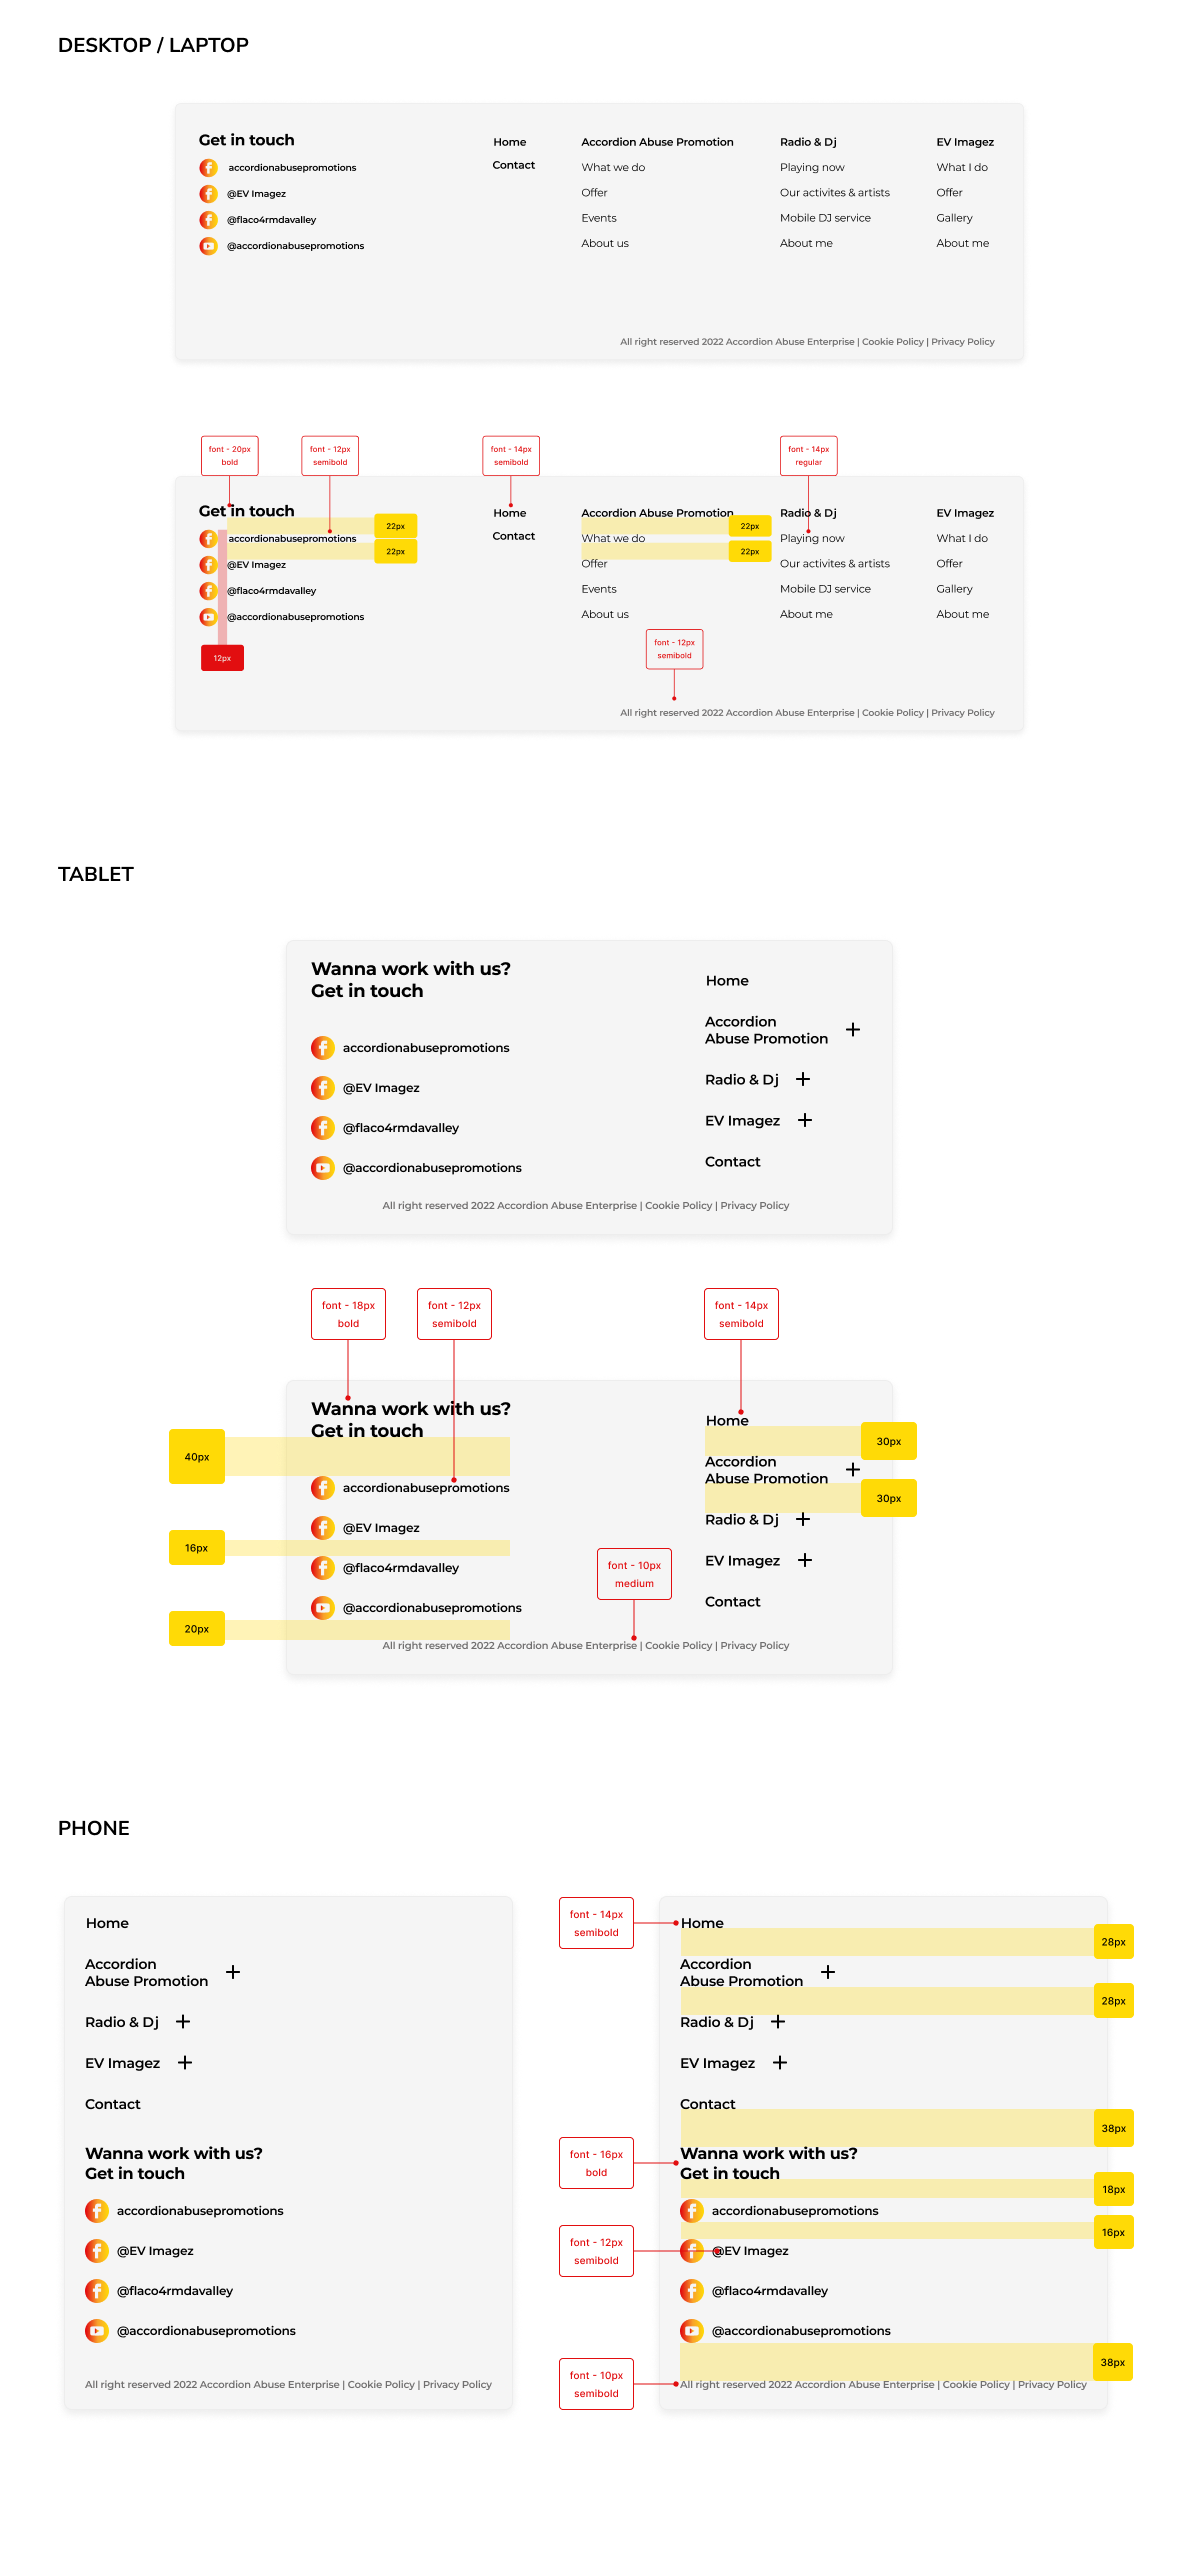 DESKTOP / LAPTOP
Get in touch
accordionabusepromotions
@EV Imagez
@flaco4rmdavalley
@accordionabusepromotions
Home
Contact
Accordion Abuse Promotion
What we do
Offer
Events
About us
Radio & Dj
Playing now
Our activites & artists
Mobile DJ service
About me
EV Imagez
What I do
Offer
Gallery
About me
All right reserved 2022 Accordion Abuse Enterprise | Cookie Policy | Privacy Policy
font - 20px
bold
font - 12px
semibold
font - 14px
semibold
font - 14px
regular
Get in touch
accordionabusepromotions
@EV Imagez
@flaco4rmdavalley
@accordionabusepromotions
22px
22px
12px
Home
Contact
Accordion Abuse Promotion
What we do
Offer
Events
About us
22px
22px
Radio & Dj
Playing now
Our activites & artists
Mobile DJ service
About me
EV Imagez
What I do
Offer
Gallery
About me
font - 12px
semibold
All right reserved 2022 Accordion Abuse Enterprise | Cookie Policy | Privacy Policy
TABLET
Wanna work with us?
Get in touch
accordionabusepromotions
@EV Imagez
@flaco4rmdavalley
@accordionabusepromotions
Home
Accordion
Abuse Promotion
Radio & Dj
EV Imagez
Contact
All right reserved 2022 Accordion Abuse Enterprise | Cookie Policy | Privacy Policy
font - 18px
bold
font - 12px
semibold
font - 14px
semibold
Wanna work with us?
Get in touch
40px
accordionabusepromotions
@EV Imagez
16px
@flaco4rmdavalley
@accordionabusepromotions
20px
Home
30px
Accordion
Abuse Promotion
30px
Radio & Dj
EV Imagez
Contact
font - 10px
medium
All right reserved 2022 Accordion Abuse Enterprise | Cookie Policy | Privacy Policy
PHONE
Home
Accordion
Abuse Promotion
Radio & Dj
EV Imagez
Contact
Wanna work with us?
Get in touch
accordionabusepromotions
@EV Imagez
@flaco4rmdavalley
@accordionabusepromotions
All right reserved 2022 Accordion Abuse Enterprise | Cookie Policy | Privacy Policy
font - 14px
semibold
font - 16px
bold
font - 12px
semibold
font - 10px
semibold
Home
28px
Accordion
Abuse Promotion
28px
Radio & Dj
EV Imagez
Contact
38px
Wanna work with us?
Get in touch
18px
accordionabusepromotions
16px
@EV Imagez
@flaco4rmdavalley
@accordionabusepromotions
38px
All right reserved 2022 Accordion Abuse Enterprise | Cookie Policy | Privacy Policy